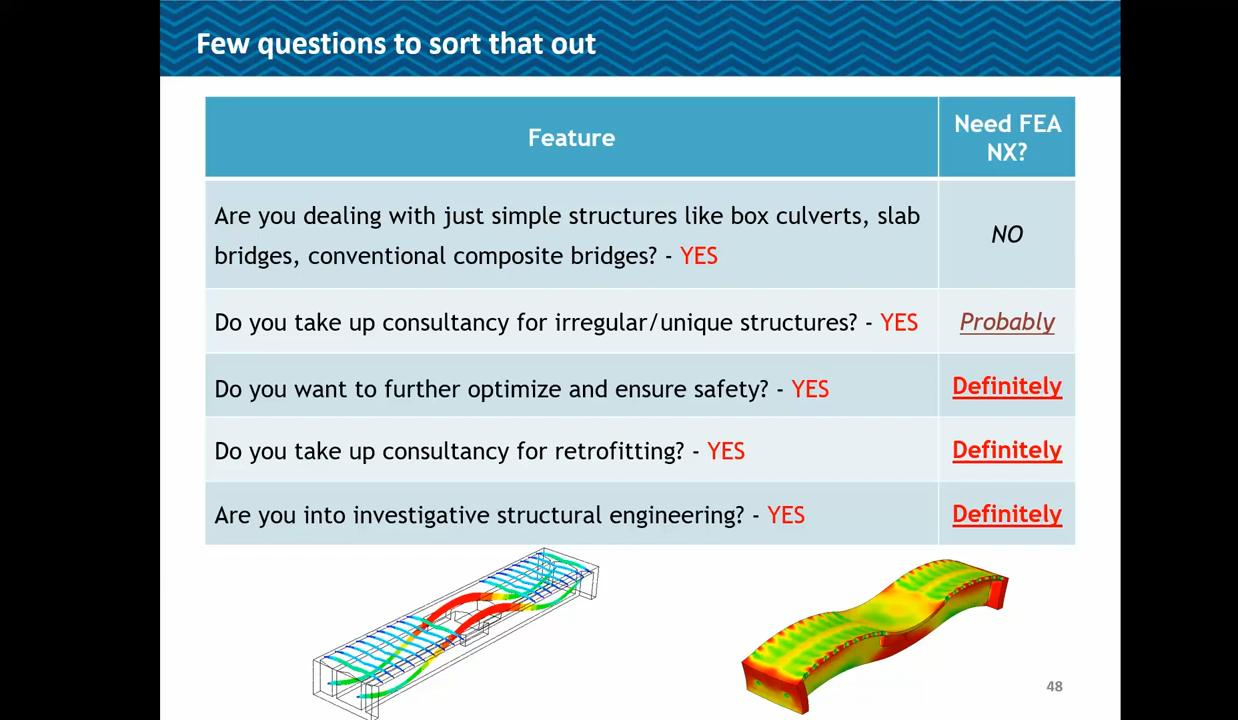 Few questions to sort that out
Feature
Need FEA
NX?
Are you dealing with just simple structures like box culverts, slab
bridges, conventional composite bridges? - YES
NO
Do you take up consultancy for irregular/unique structures? - YES
Probably
Do you want to further optimize and ensure safety? - YES
Definitely
Do you take up consultancy for retrofitting? - YES
Definitely
Are you into investigative structural engineering? - YES
Definitely
48